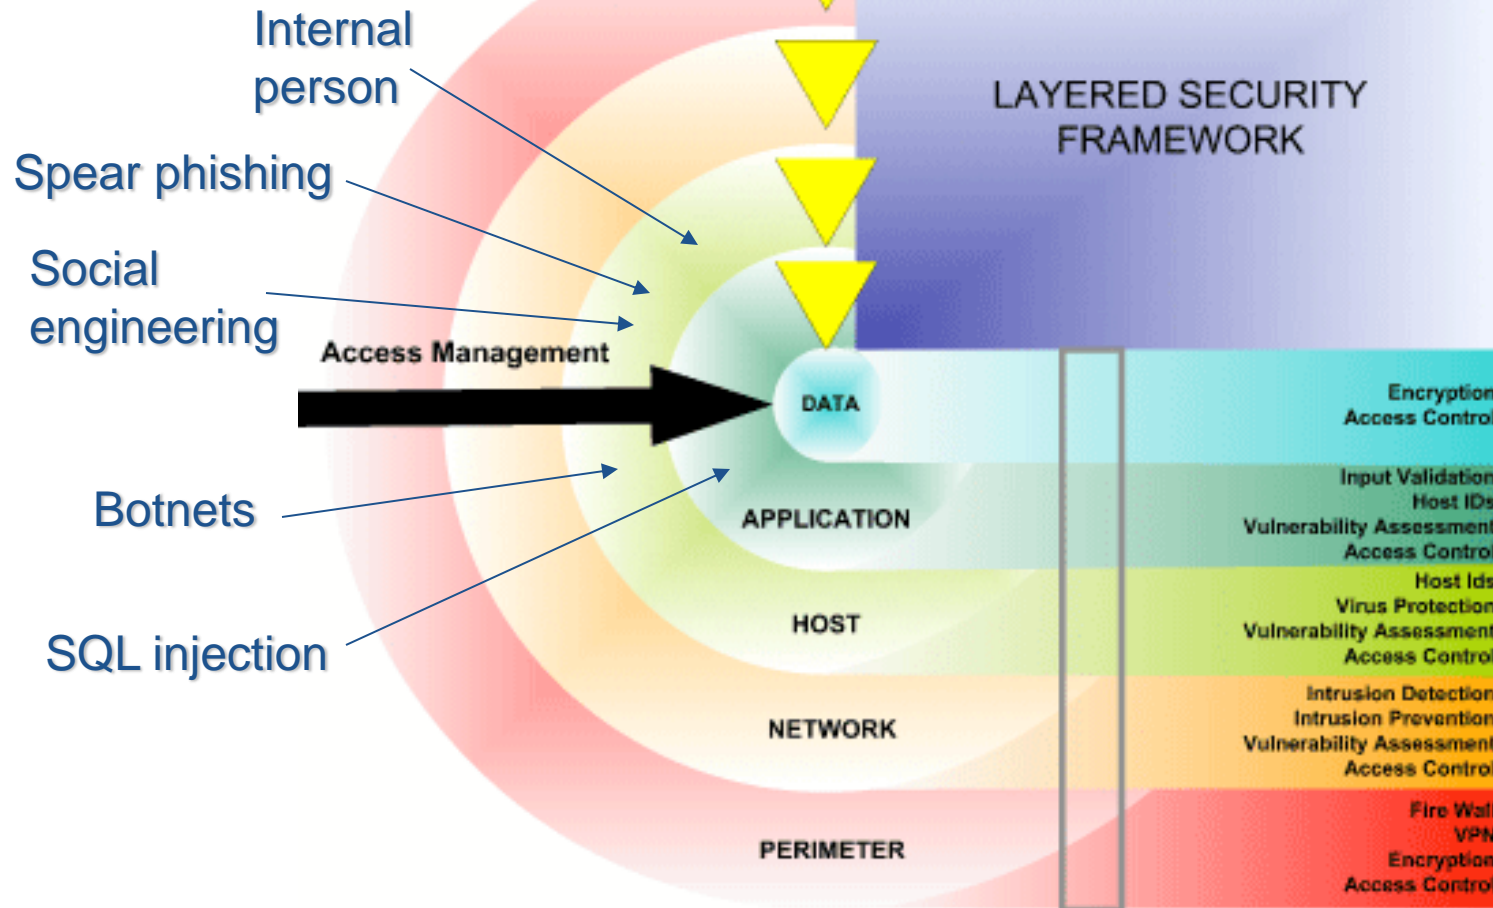 Internal
person
Spear phishing
Social
engineering
Botnets
SQL injection
LAYERED SECURITY
FRAMEWORK
Access Management
DATA
APPLICATION
HOST
NETWORK
PERIMETER
Encryption
Access Control
Input Validation
Host IDs
Vulnerability Assessment
Access Control
Host Ids
Virus Protection
Vulnerability Assessment
Access Control
Intrusion Detection
Intrusion Prevention
Vulnerability Assessment
Access Control
Fire Wall
VPN
Encryption
Access Control